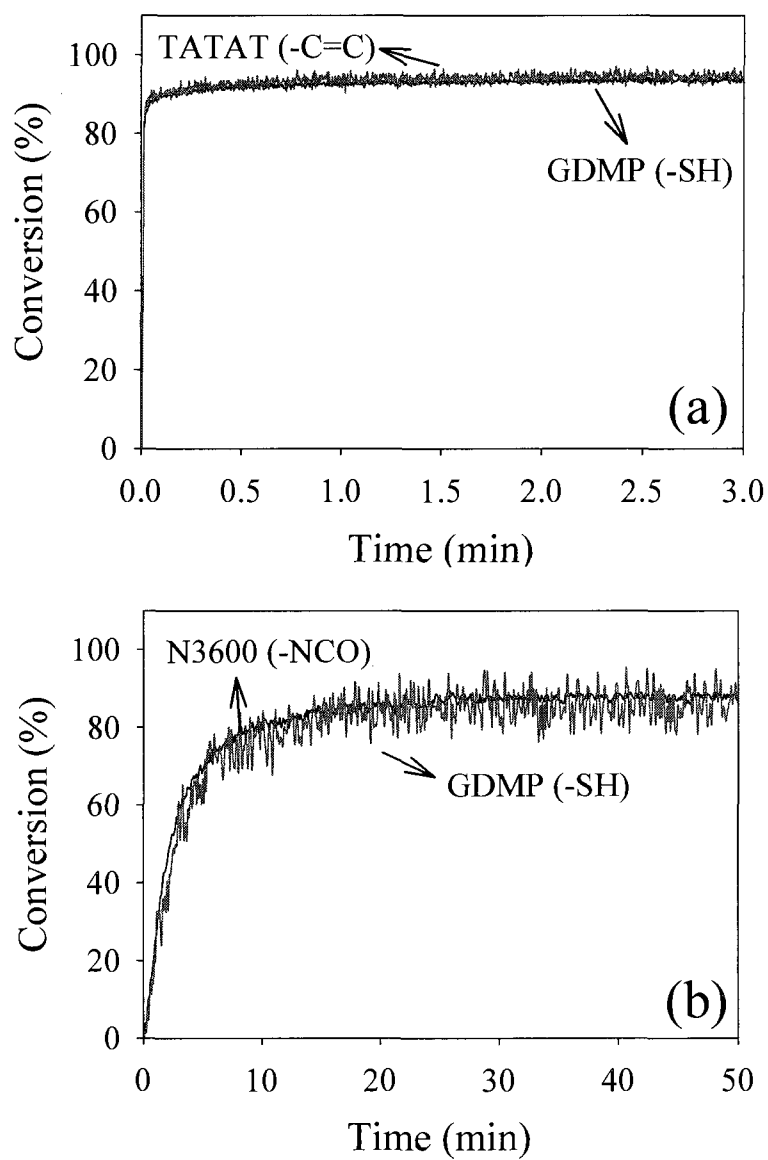 TATAT (-C=C)
GDMP (-SH)
Conversion (%)
100
80
60
40
20
0
(a)
0.0 0.5 1.0 1.5 2.0 2.5 3.0
Time (min)
N3600 (-NCO)
GDMP (-SH)
Conversion (%)
100
80
60
40
20
0
(b)
0 10 20 30 40 50
Time (min)